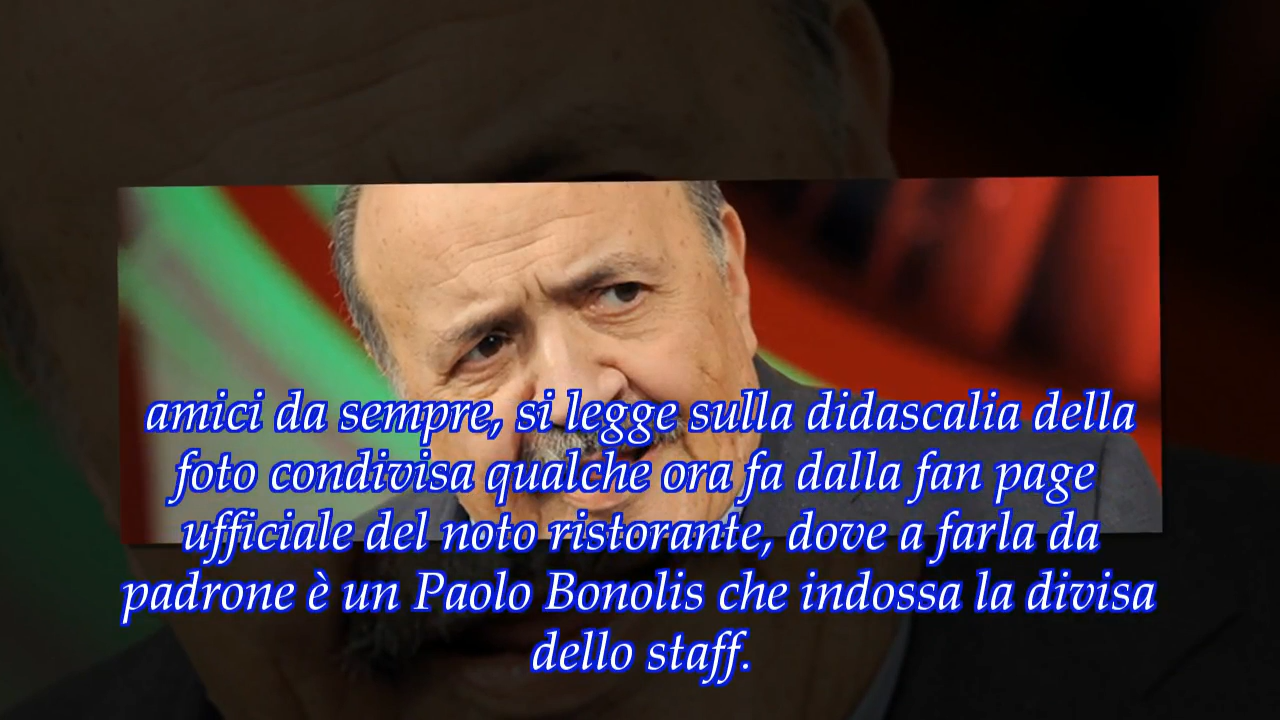 amici da sempre, si legge sulla didascalia della
foto condivisa qualche ora fa dalla fan page
ufficiale del noto ristorante, dove a farla da
padrone è un Paolo Bonolis che indossa la divisa
dello staff.